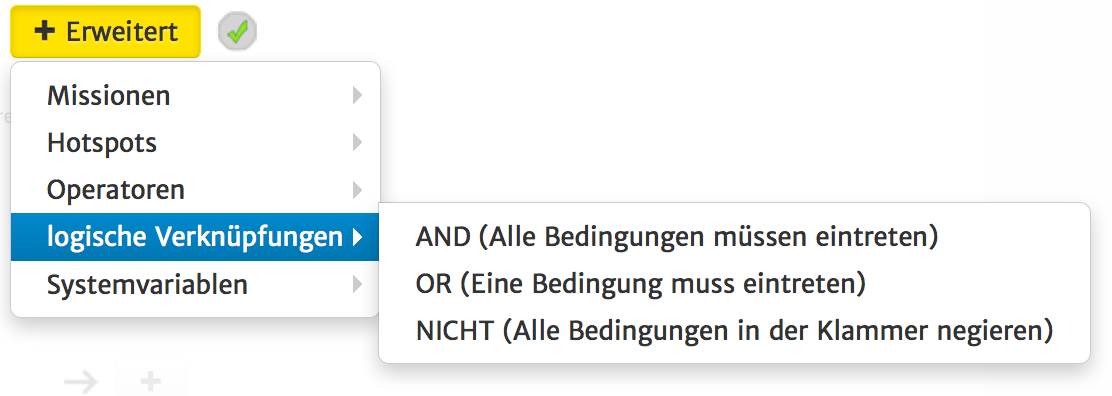 + Erweitert
Missionen
Hotspots
Operatoren
logische Verknüpfungen
Systemvariablen
AND (Alle Bedingungen müssen eintreten)
OR (Eine Bedingung muss eintreten)
NICHT (Alle Bedingungen in der Klammer negieren)
+